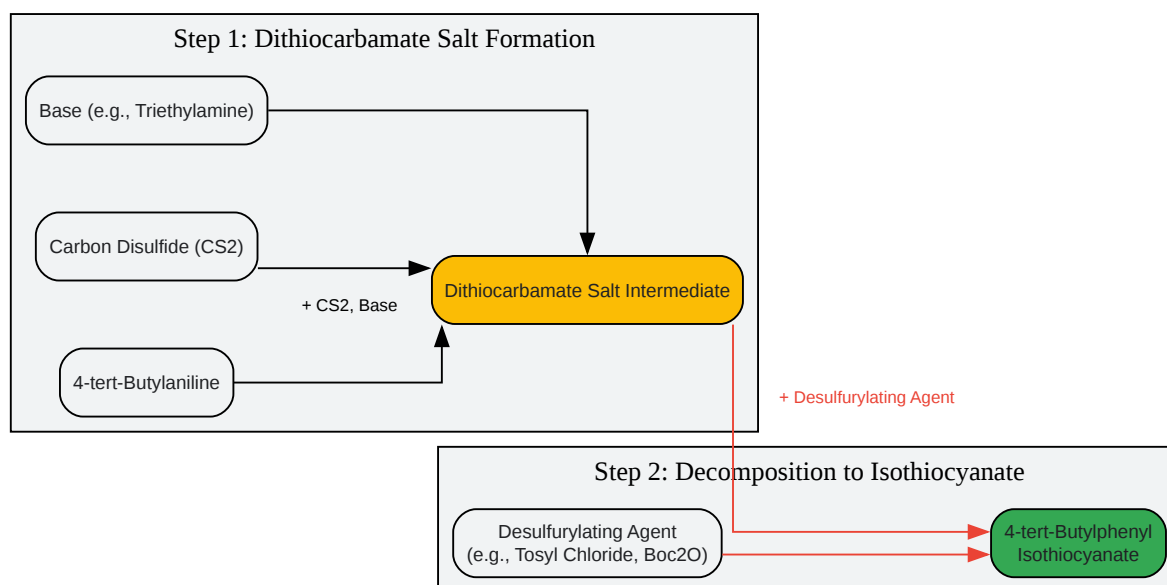 Step 1: Dithiocarbamate Salt Formation
Base (e.g., Triethylamine)
Carbon Disulfide (CS2)
+ CS2, Base
Dithiocarbamate Salt Intermediate
4-tert-Butylaniline
+ Desulfurylating Agent
Step 2: Decomposition to Isothiocyanate
Desulfurylating Agent
(e.g., Tosyl Chloride, Boc2O)
4-tert-Butylphenyl
Isothiocyanate